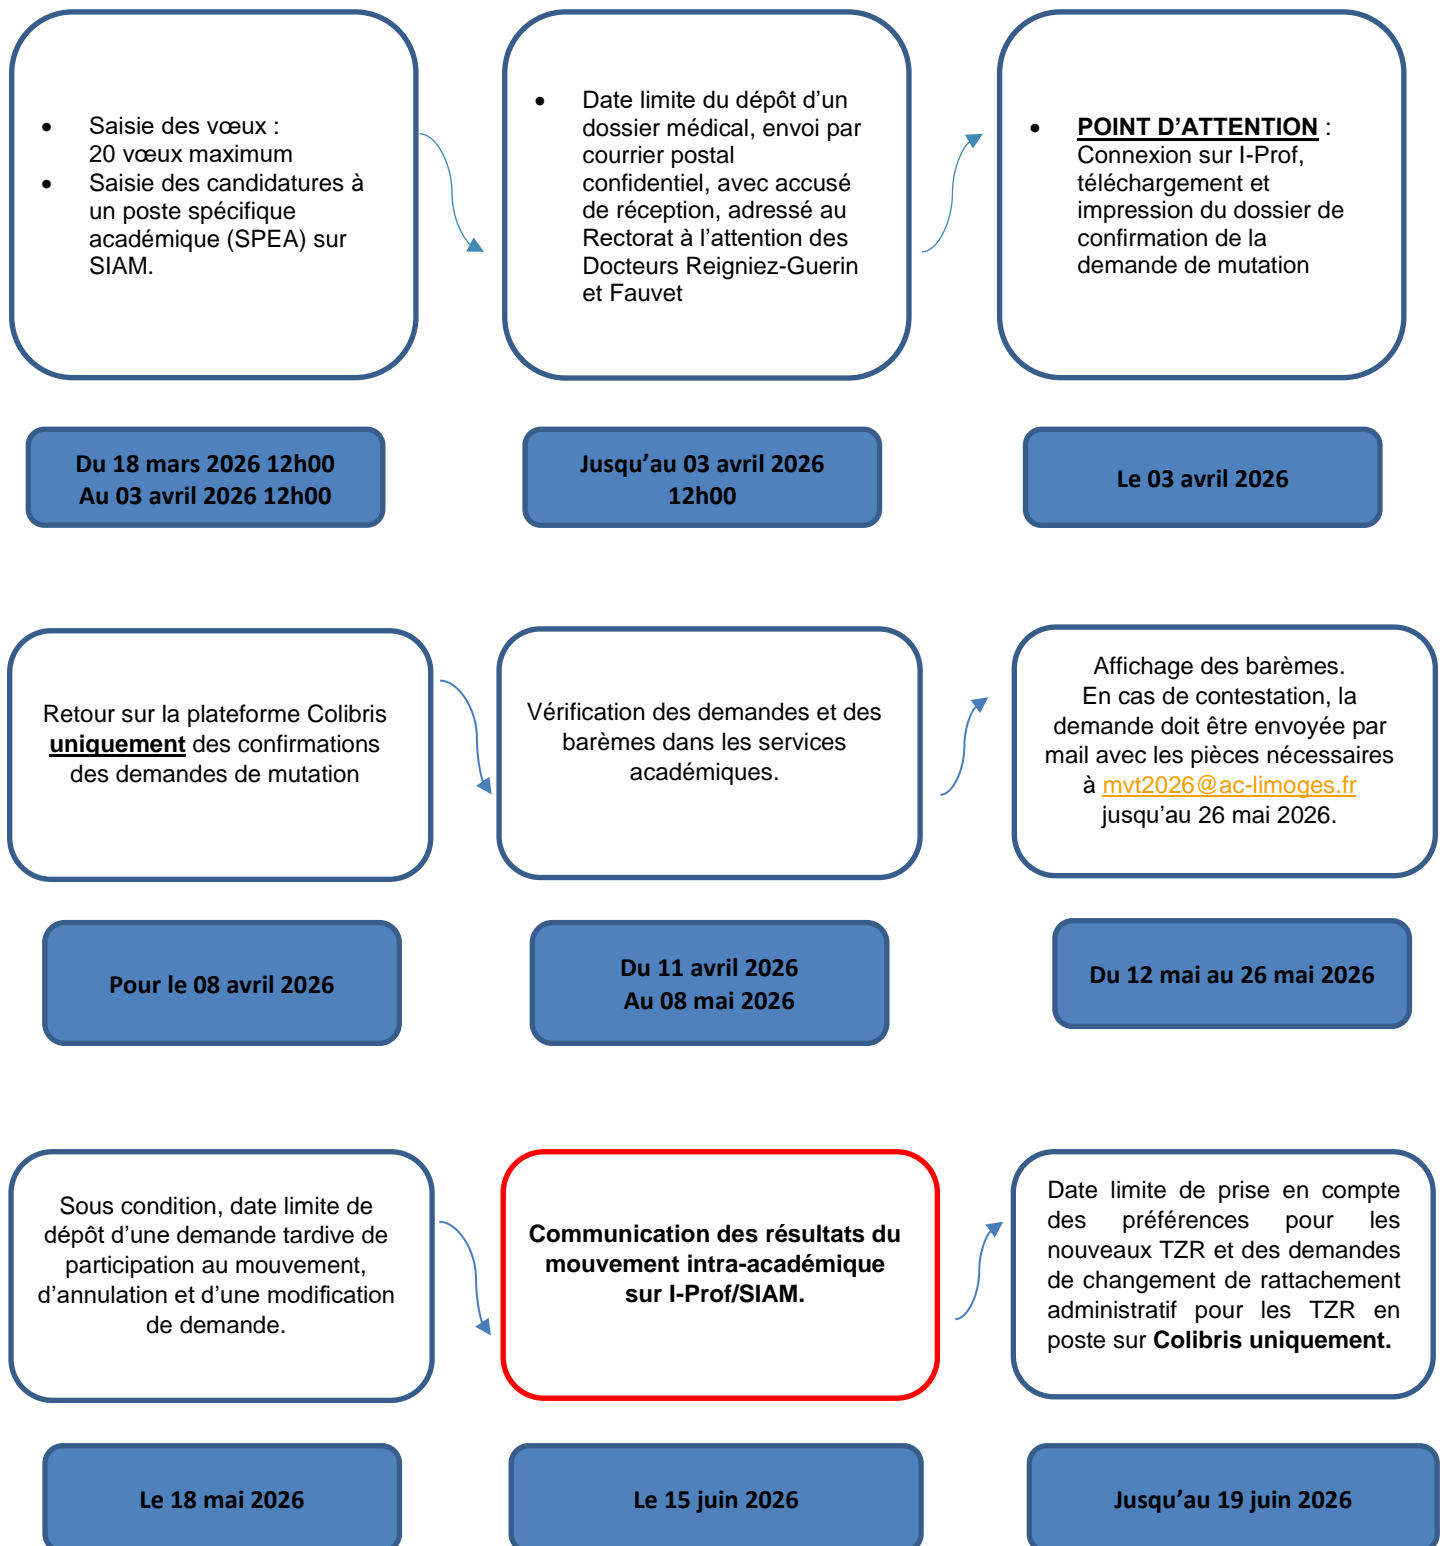 • Saisie des vœux :
20 vœux maximum
• Saisie des candidatures à
un poste spécifique
académique (SPEA) sur
SIAM.
• Date limite du dépôt d’un
dossier médical, envoi par
courrier postal
confidentiel, avec accusé
de réception, adressé au
Rectorat à l’attention des
Docteurs Reigniez-Guerin
et Fauvet
• POINT D’ATTENTION :
Connexion sur I-Prof,
téléchargement et
impression du dossier de
confirmation de la
demande de mutation
Du 18 mars 2026 12h00
Au 03 avril 2026 12h00
Jusqu’au 03 avril 2026
12h00
Le 03 avril 2026
Retour sur la plateforme Colibris
uniquement des confirmations
des demandes de mutation
Vérification des demandes et des
barèmes dans les services
académiques.
Affichage des barèmes.
En cas de contestation, la
demande doit être envoyée par
mail avec les pièces nécessaires
à mvt2026@ac-limoges.fr
jusqu’au 26 mai 2026.
Pour le 08 avril 2026
Du 11 avril 2026
Au 08 mai 2026
Du 12 mai au 26 mai 2026
Sous condition, date limite de
dépôt d’une demande tardive de
participation au mouvement,
d’annulation et d’une modification
de demande.
Communication des résultats du
mouvement intra-académique
sur I-Prof/SIAM.
Date limite de prise en compte
des préférences pour les
nouveaux TZR et des demandes
de changement de rattachement
administratif pour les TZR en
poste sur Colibris uniquement.
Le 18 mai 2026
Le 15 juin 2026
Jusqu’au 19 juin 2026